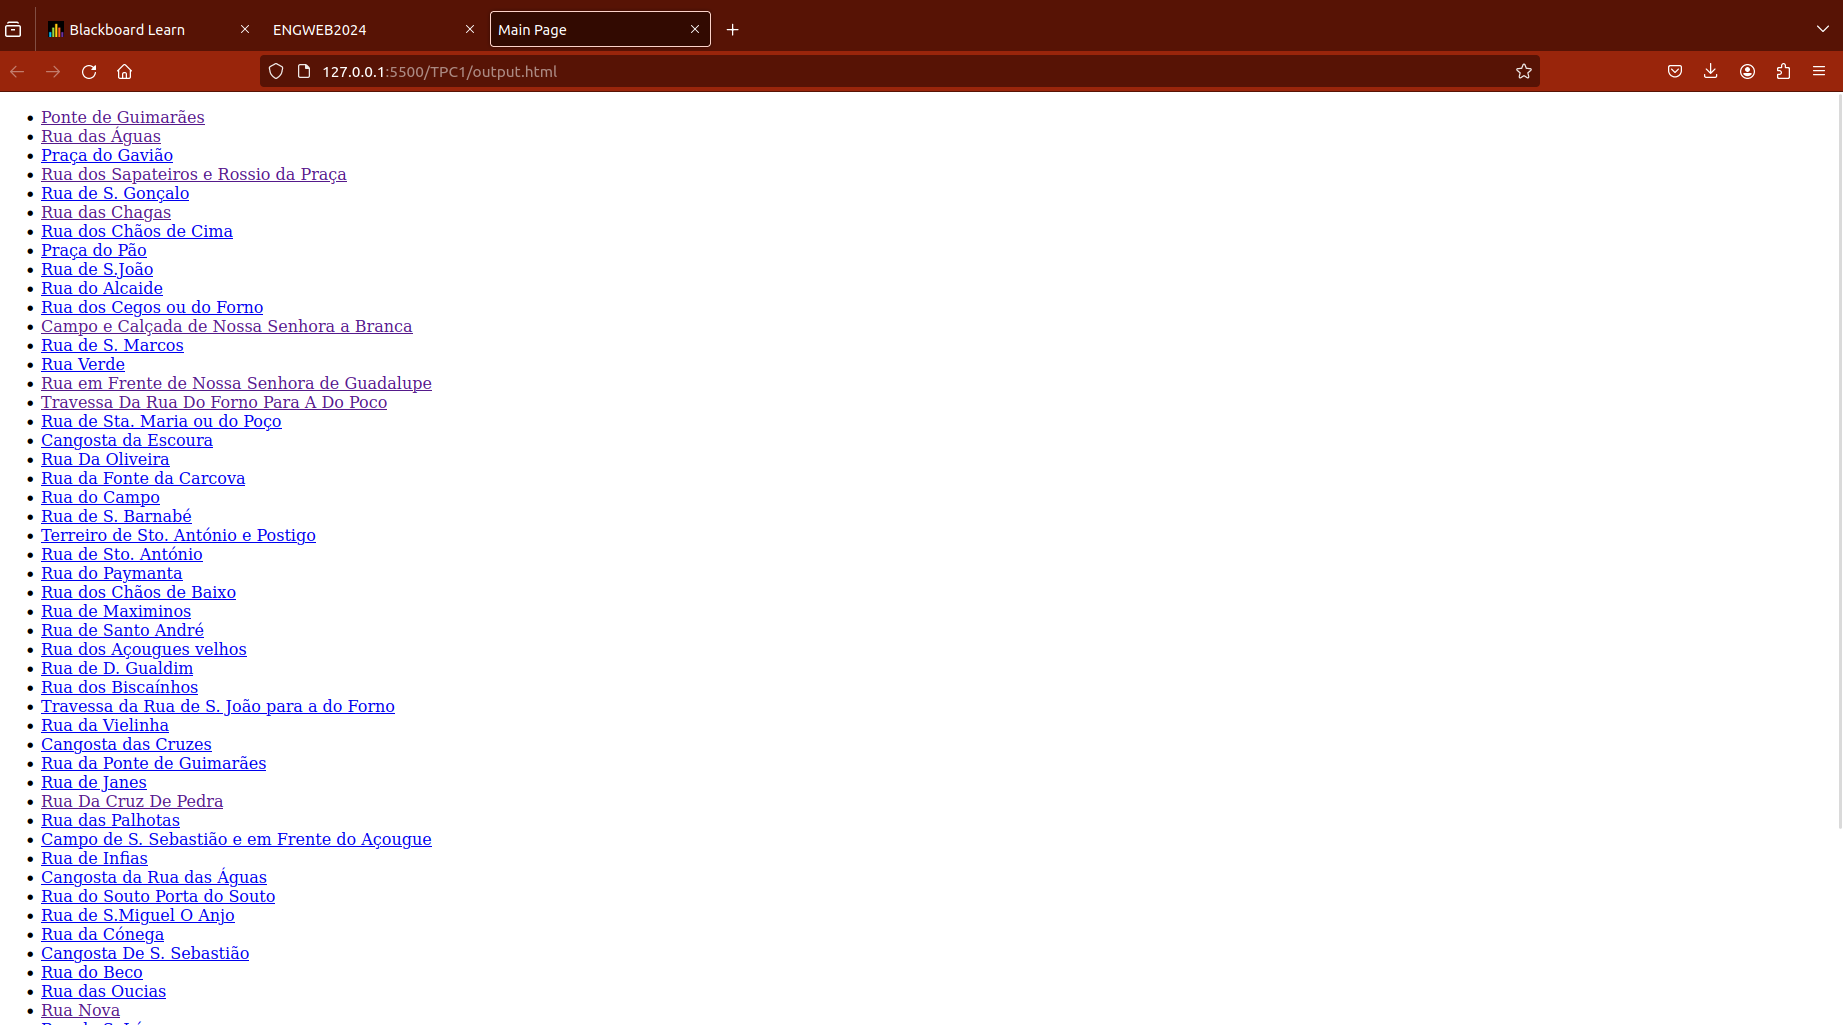 Blackboard Learn ENGWEB2024 Main Page
127.0.0.1:5500/TPC1/output.html
Ponte de Guimarães
Rua das Águas
Praça do Gavião
Rua dos Sapateiros e Rossio da Praça
Rua de S. Gonçalo
Rua das Chagas
Rua dos Chãos de Cima
Praça do Pão
Rua de S.João
Rua do Alcaide
Rua dos Cegos ou do Forno
Campo e Calçada de Nossa Senhora a Branca
Rua de S. Marcos
Rua Verde
Rua em Frente de Nossa Senhora de Guadalupe
Travessa Da Rua Do Forno Para A Do Poco
Rua de Sta. Maria ou do Poço
Cangosta da Escoura
Rua Da Oliveira
Rua da Fonte da Carcova
Rua do Campo
Rua de S. Barnabé
Terreiro de Sto. António e Postigo
Rua de Sto. António
Rua do Paymanta
Rua dos Chãos de Baixo
Rua de Maximinos
Rua de Santo André
Rua dos Açougues velhos
Rua de D. Gualdim
Rua dos Biscaínhos
Travessa da Rua de S. João para a do Forno
Rua da Vielinha
Cangosta das Cruzes
Rua da Ponte de Guimarães
Rua de Janes
Rua Da Cruz De Pedra
Rua das Palhotas
Campo de S. Sebastião e em Frente do Açougue
Rua de Infias
Cangosta da Rua das Águas
Rua do Souto Porta do Souto
Rua de S.Miguel O Anjo
Rua da Cónega
Cangosta De S. Sebastião
Rua do Beco
Rua das Oucias
Rua Nova